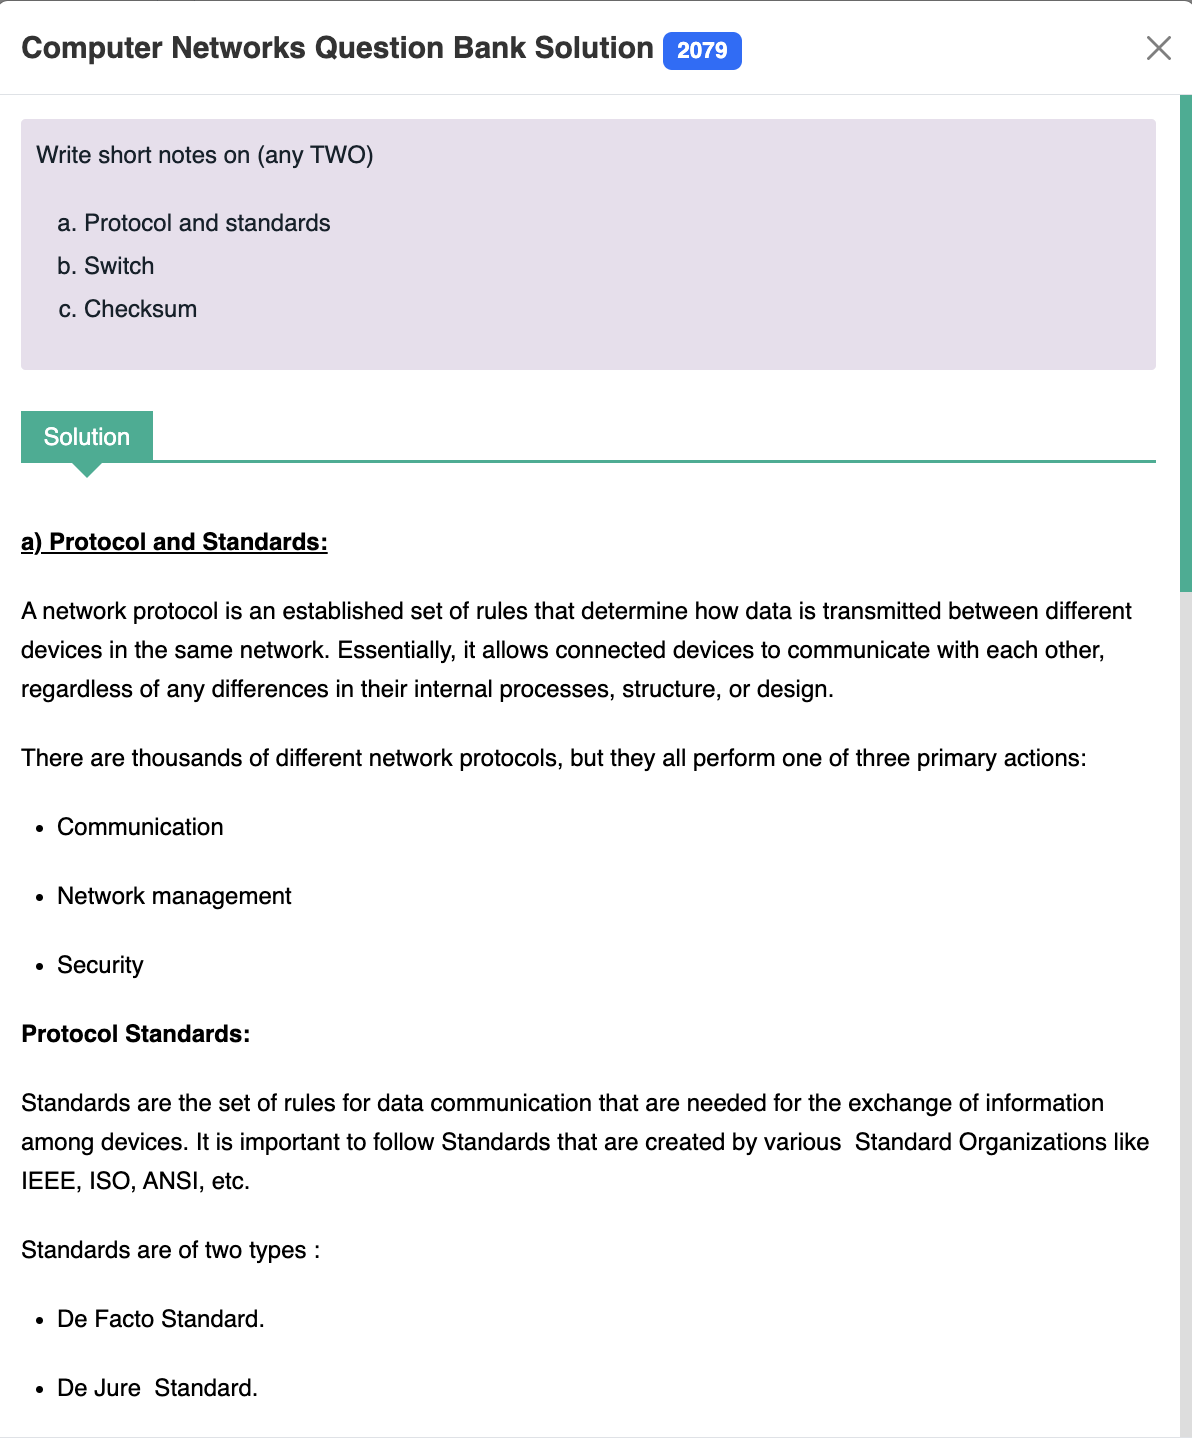 Computer Networks Question Bank Solution 2079
Write short notes on (any TWO)
a. Protocol and standards
b. Switch
c. Checksum
Solution
a) Protocol and Standards:
A network protocol is an established set of rules that determine how data is transmitted between different
devices in the same network. Essentially, it allows connected devices to communicate with each other,
regardless of any differences in their internal processes, structure, or design.
There are thousands of different network protocols, but they all perform one of three primary actions:
• Communication
• Network management
• Security
Protocol Standards:
Standards are the set of rules for data communication that are needed for the exchange of information
among devices. It is important to follow Standards that are created by various  Standard Organizations like
IEEE, ISO, ANSI, etc.
Standards are of two types :
• De Facto Standard.
• De Jure  Standard.